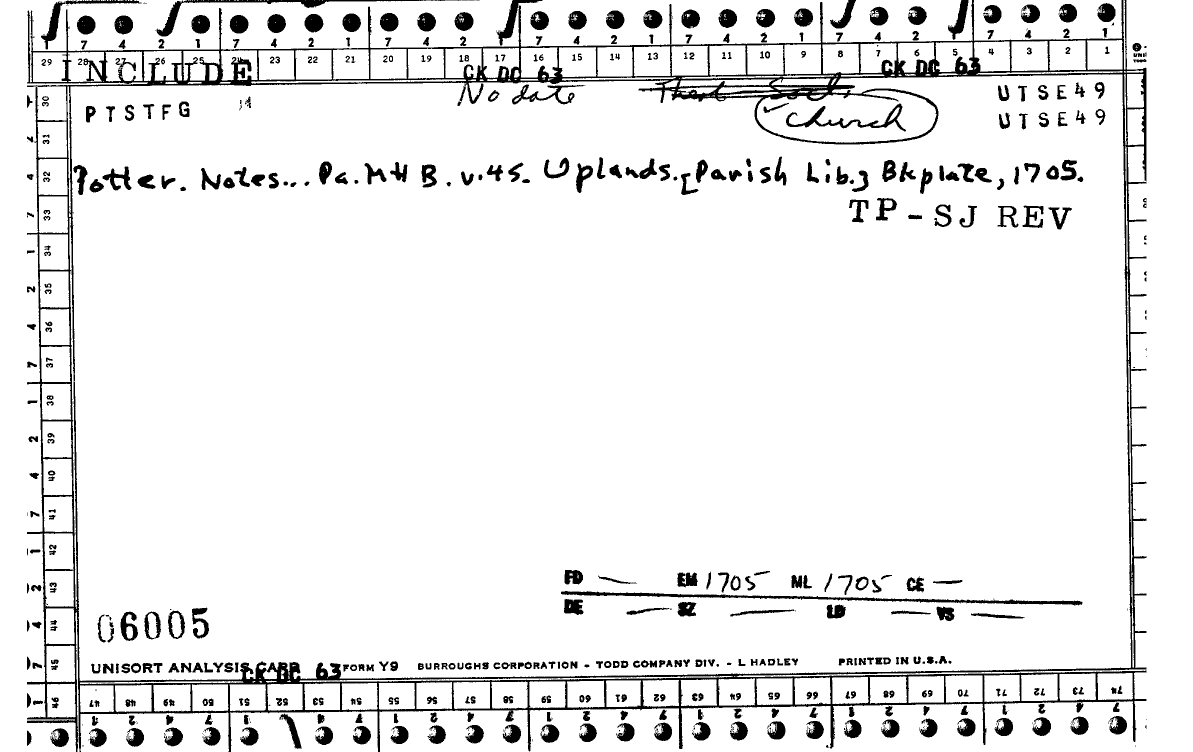 7 4 2 1 7 4 2 1 7 4 2 1 7 4 2 1 7 4 2 1 7 4 2 1 7 4 2 1
29 28 27 26 25 24 23 22 21 20 19 18 17 16 15 14 13 12 11 10 9 8 7 6 5 4 3 2 1
INCLUDE CK DC 63 CK DC 63
No date Theol. Soch.
PTSTFG 14 UTSE49
church UTSE49
Potter. Notes... Pa. MHB. v.45. Uplands. [Parish Lib.] Bkplate, 1705.
TP-SJ REV
30
31
32
33
34
35
36
37
38
39
40
41
42
43
44
45
46
FD — EM 1705 ML 1705 CE —
DE — SZ — LD — VS —
06005
UNISORT ANALYSIS CARD FORM Y9 BURROUGHS CORPORATION - TODD COMPANY DIV. - L HADLEY PRINTED IN U.S.A.
CK DC 63
47 48 49 50 51 52 53 54 55 56 57 58 59 60 61 62 63 64 65 66 67 68 69 70 71 72 73 74
1 2 4 7 1 4 7 1 2 4 7 1 2 4 7 1 2 4 7 1 2 4 7 1 2 4 7